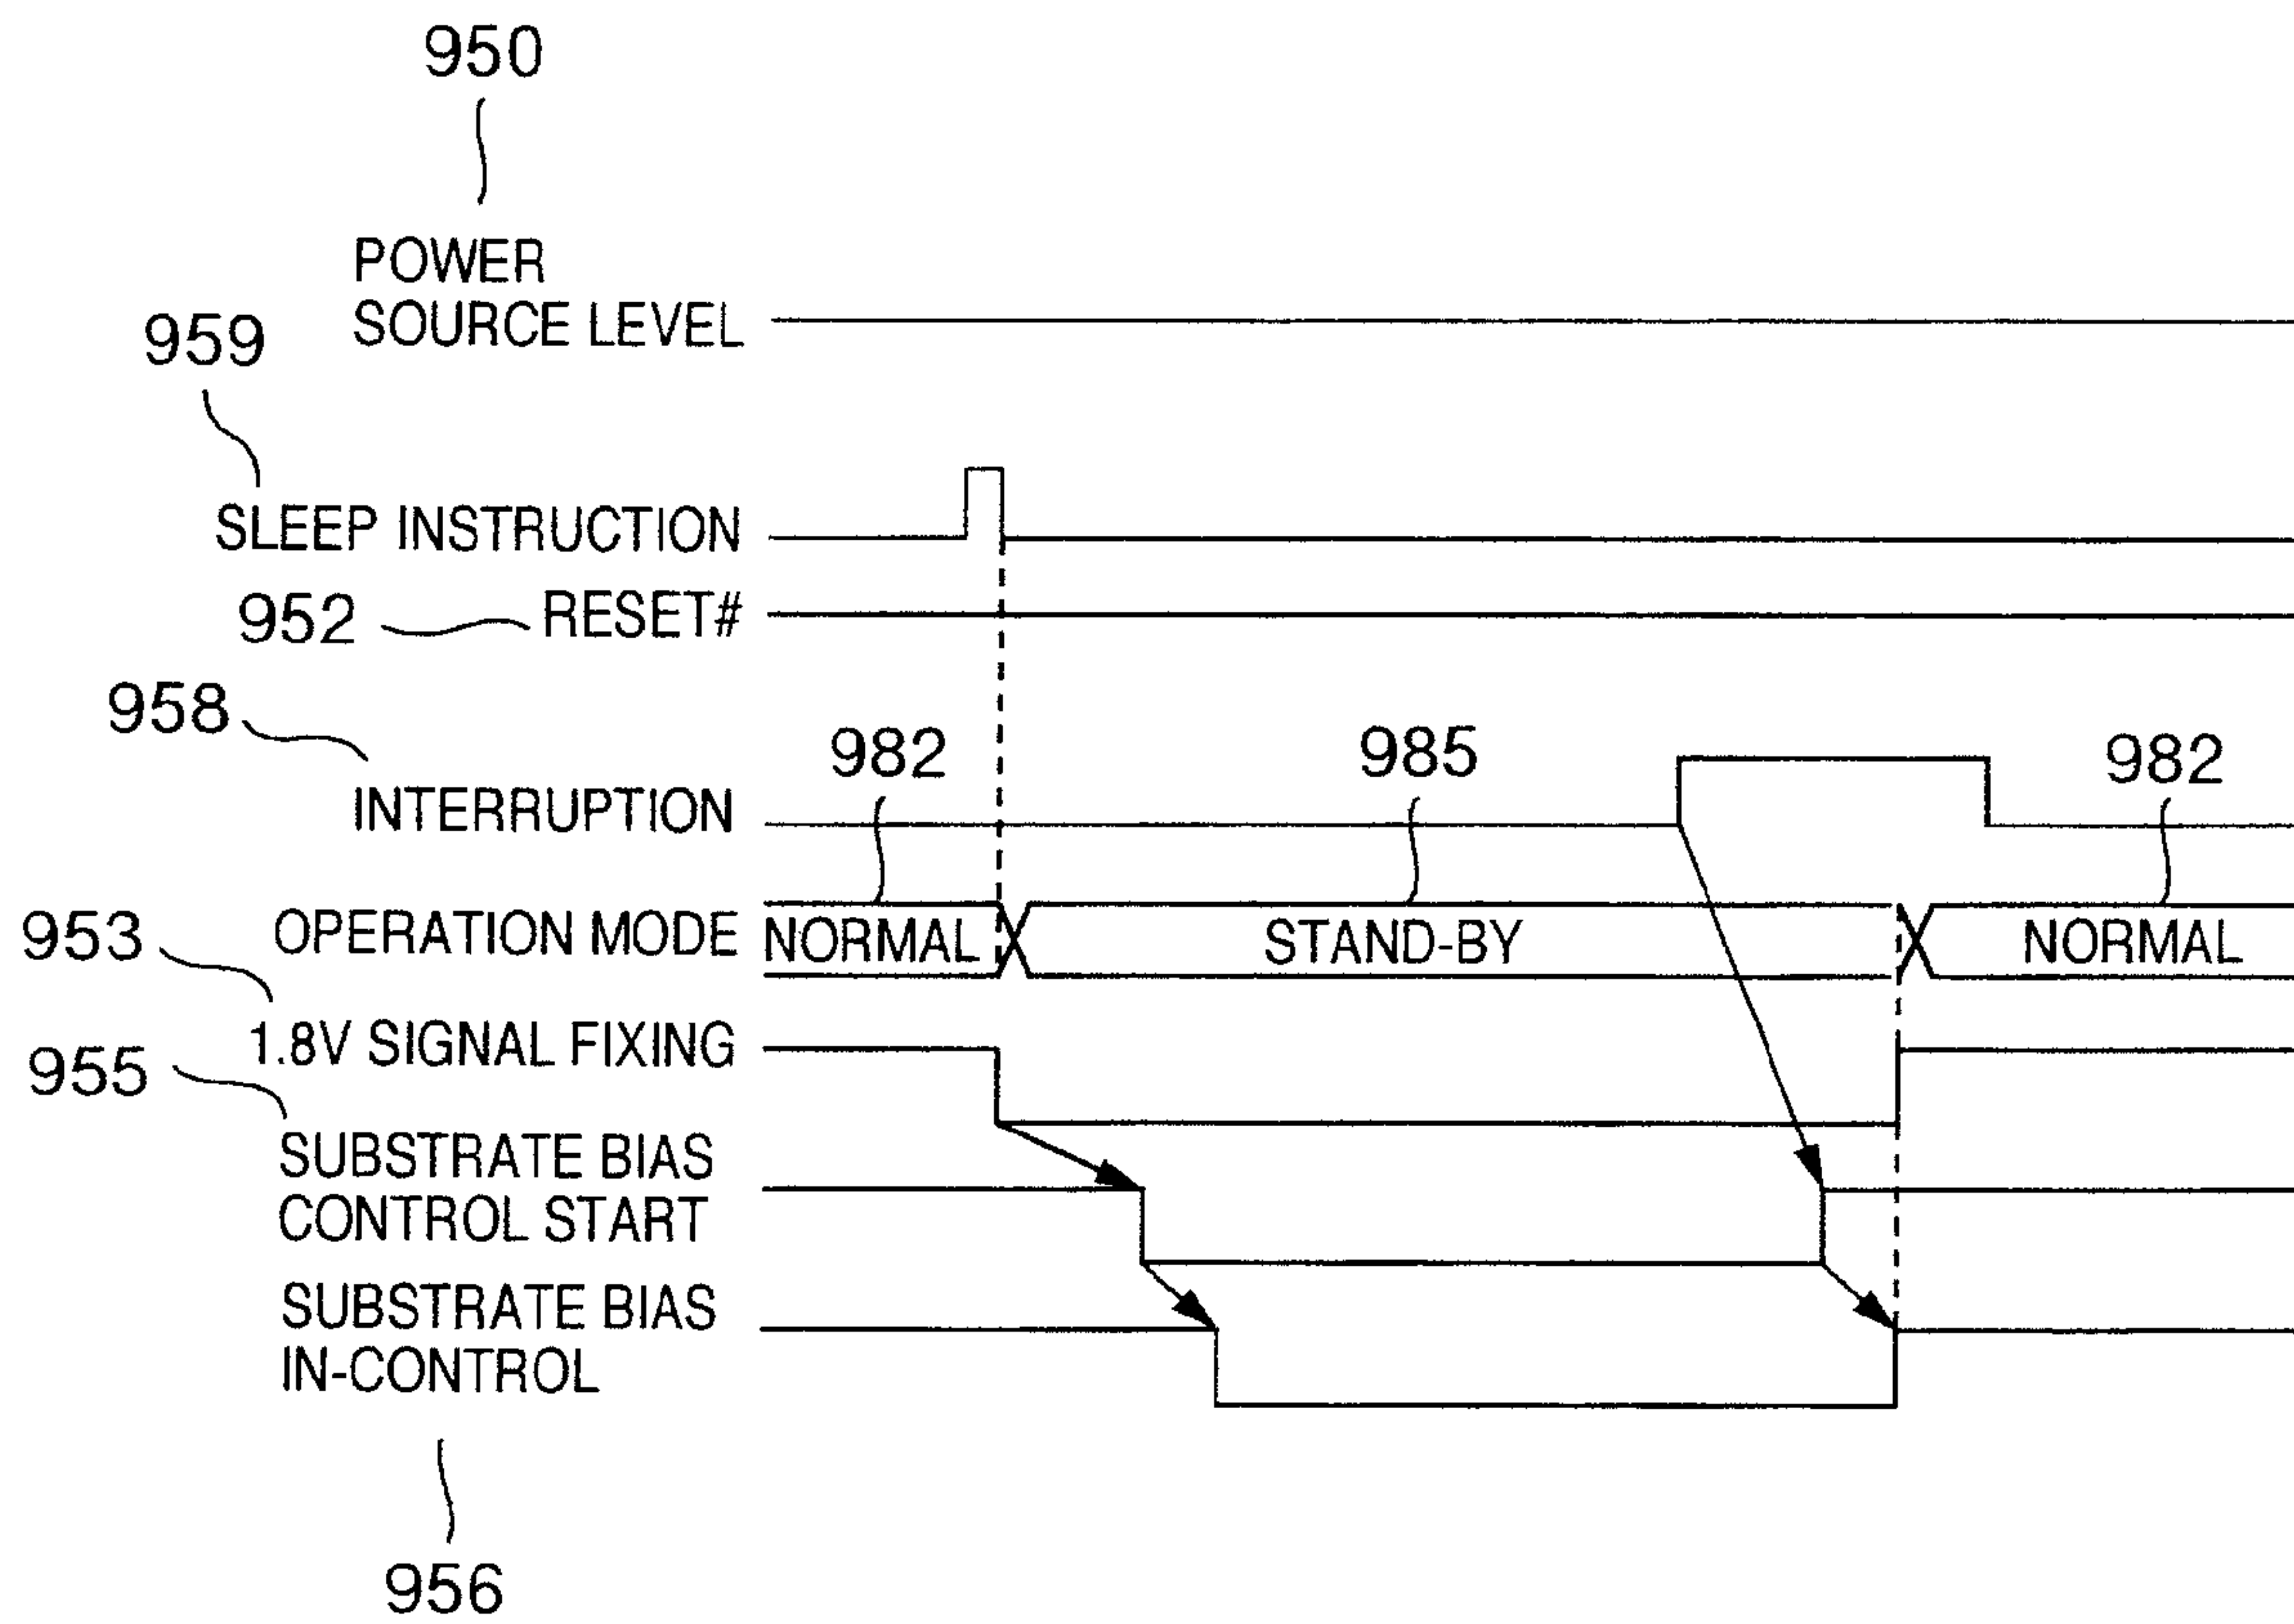 950
POWER
SOURCE LEVEL
959
SLEEP INSTRUCTION
952
RESET#
958
982
985
982
INTERRUPTION
953
OPERATION MODE
NORMAL
STAND-BY
NORMAL
1.8V SIGNAL FIXING
955
SUBSTRATE BIAS
CONTROL START
SUBSTRATE BIAS
IN-CONTROL
956